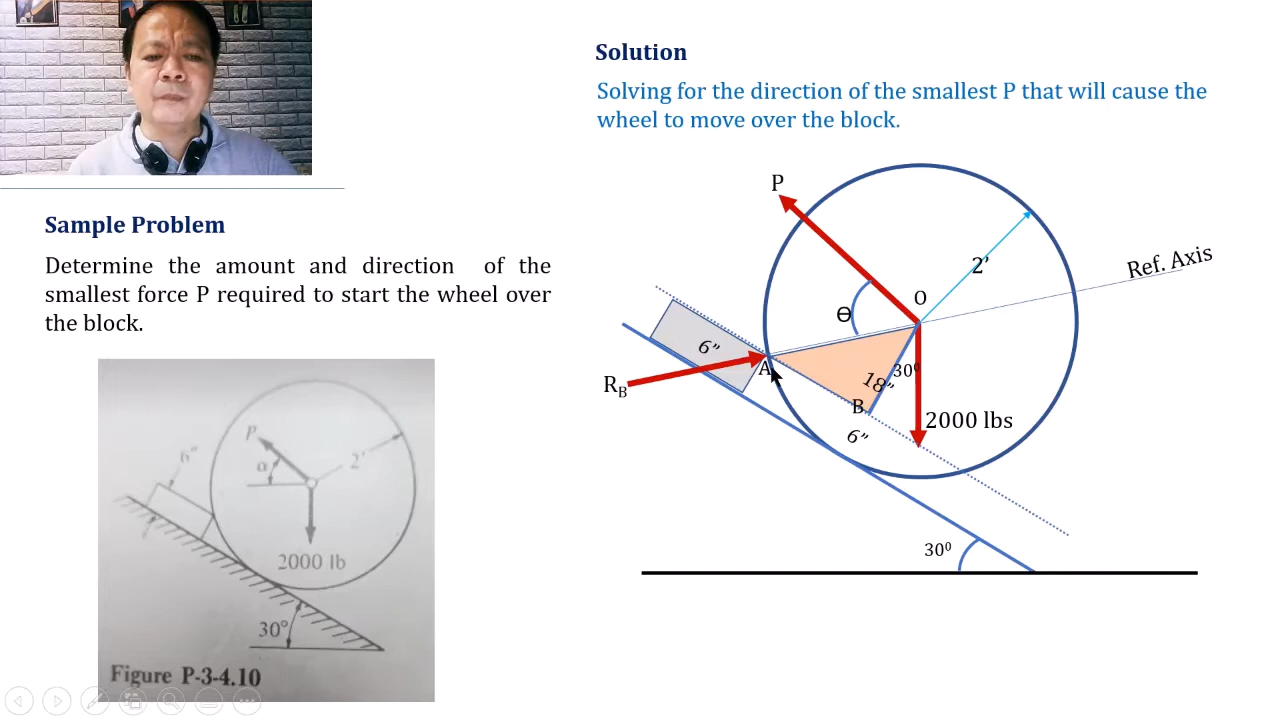 Solution
Solving for the direction of the smallest P that will cause the
wheel to move over the block.
Sample Problem
Determine the amount and direction of the
smallest force P required to start the wheel over
the block.
P
α
6"
2'
2000 lb
30°
Figure P-3-4.10
P
2'
Ref. Axis
O
Ө
6”
A
R_B
30⁰
18”
B
2000 lbs
6”
30⁰